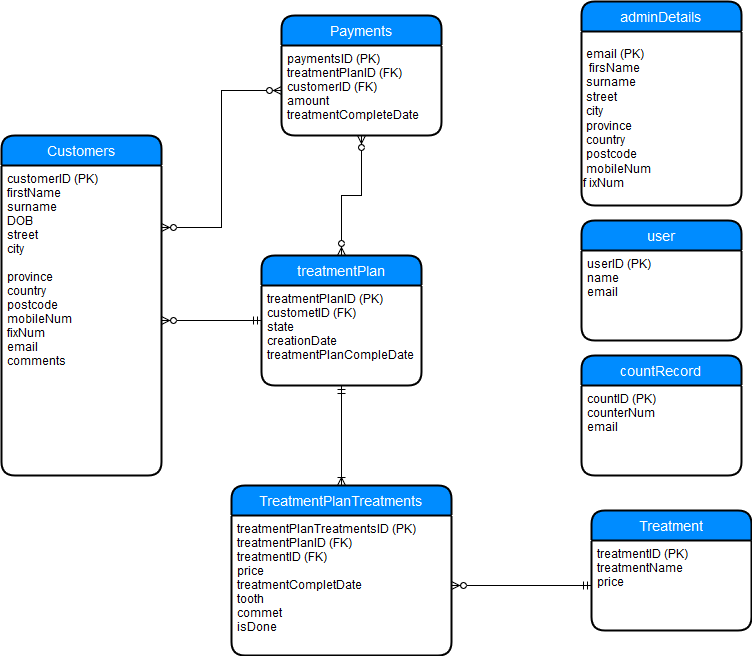 Payments
paymentsID (PK)
treatmentPlanID (FK)
customerID (FK)
amount
treatmentCompleteDate
adminDetails
email (PK)
firsName
surname
street
city
province
country
postcode
mobileNum
f ixNum
Customers
customerID (PK)
firstName
surname
DOB
street
city
province
country
postcode
mobileNum
fixNum
email
comments
treatmentPlan
treatmentPlanID (PK)
custometID (FK)
state
creationDate
treatmentPlanCompleDate
user
userID (PK)
name
email
countRecord
countID (PK)
counterNum
email
TreatmentPlanTreatments
treatmentPlanTreatmentsID (PK)
treatmentPlanID (FK)
treatmentID (FK)
price
treatmentCompletDate
tooth
commet
isDone
Treatment
treatmentID (PK)
treatmentName
price